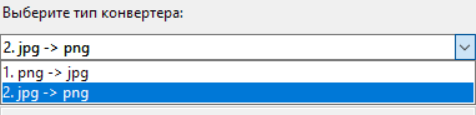 Выберите тип конвертера:
2. jpg -> png
1. png -> jpg
2. jpg -> png